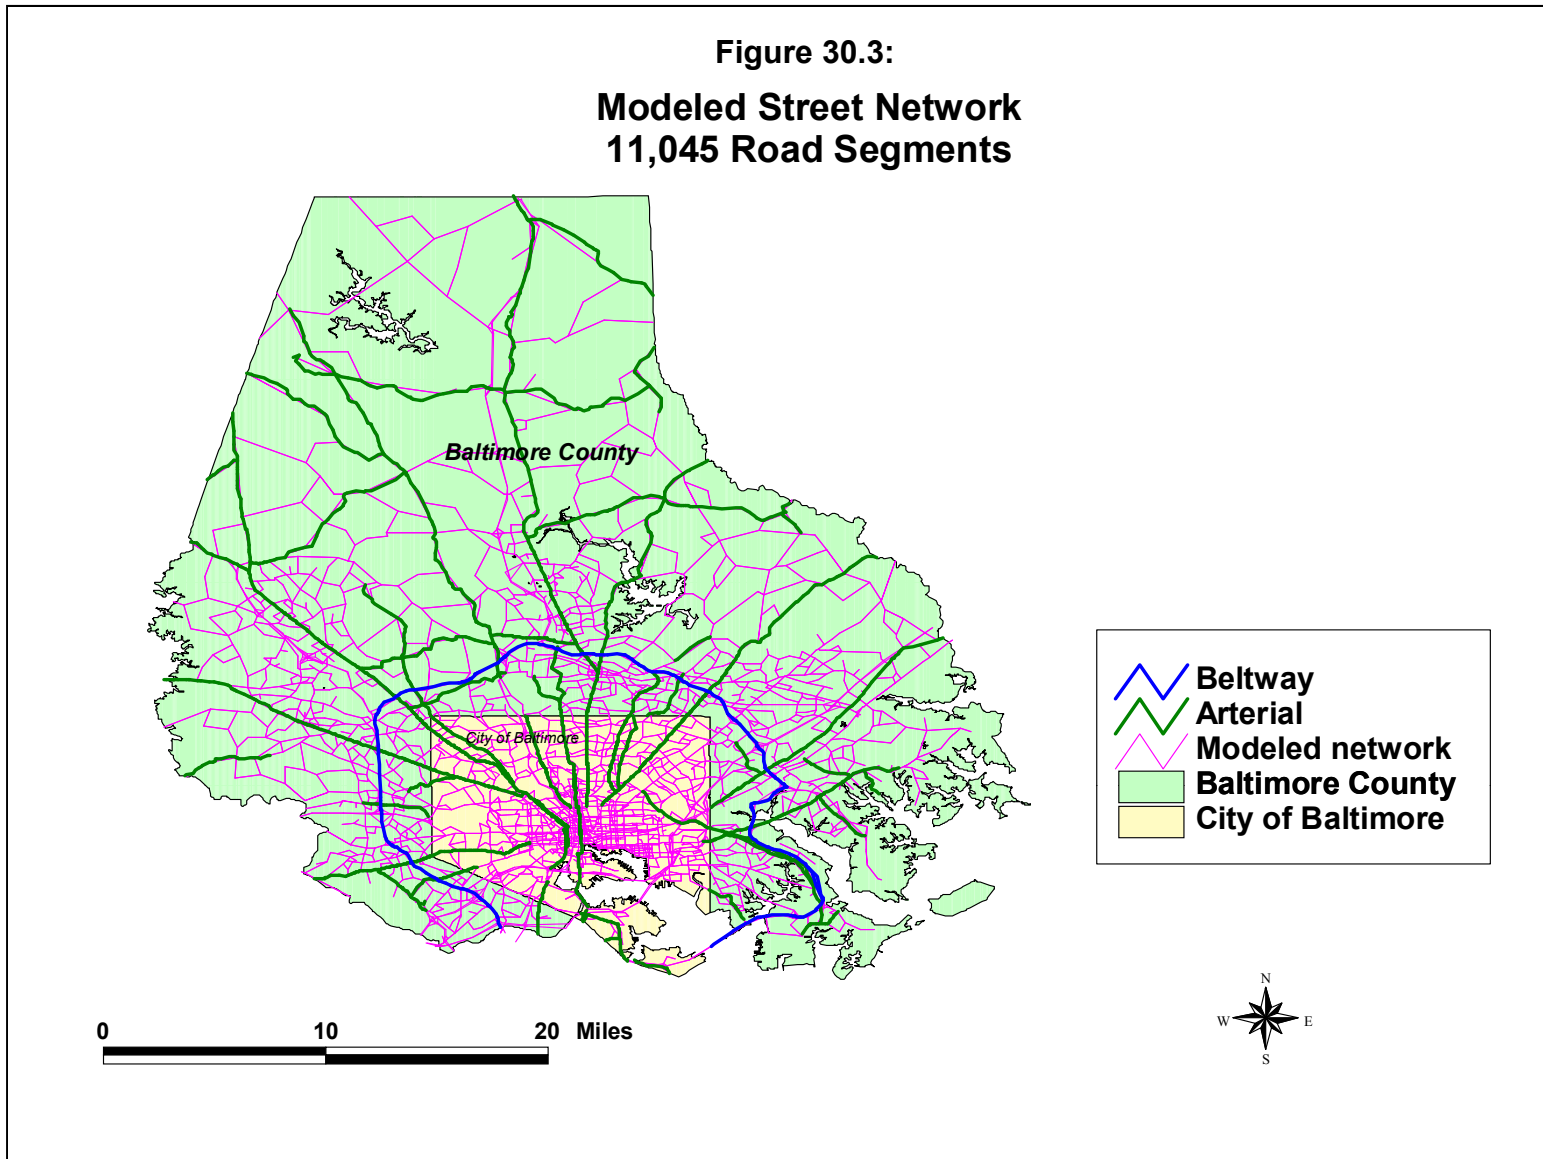 Figure 30.3:
Modeled Street Network
11,045 Road Segments
Baltimore County
City of Baltimore
Beltway
Arterial
Modeled network
Baltimore County
City of Baltimore
0 10 20 Miles
N
W E
S